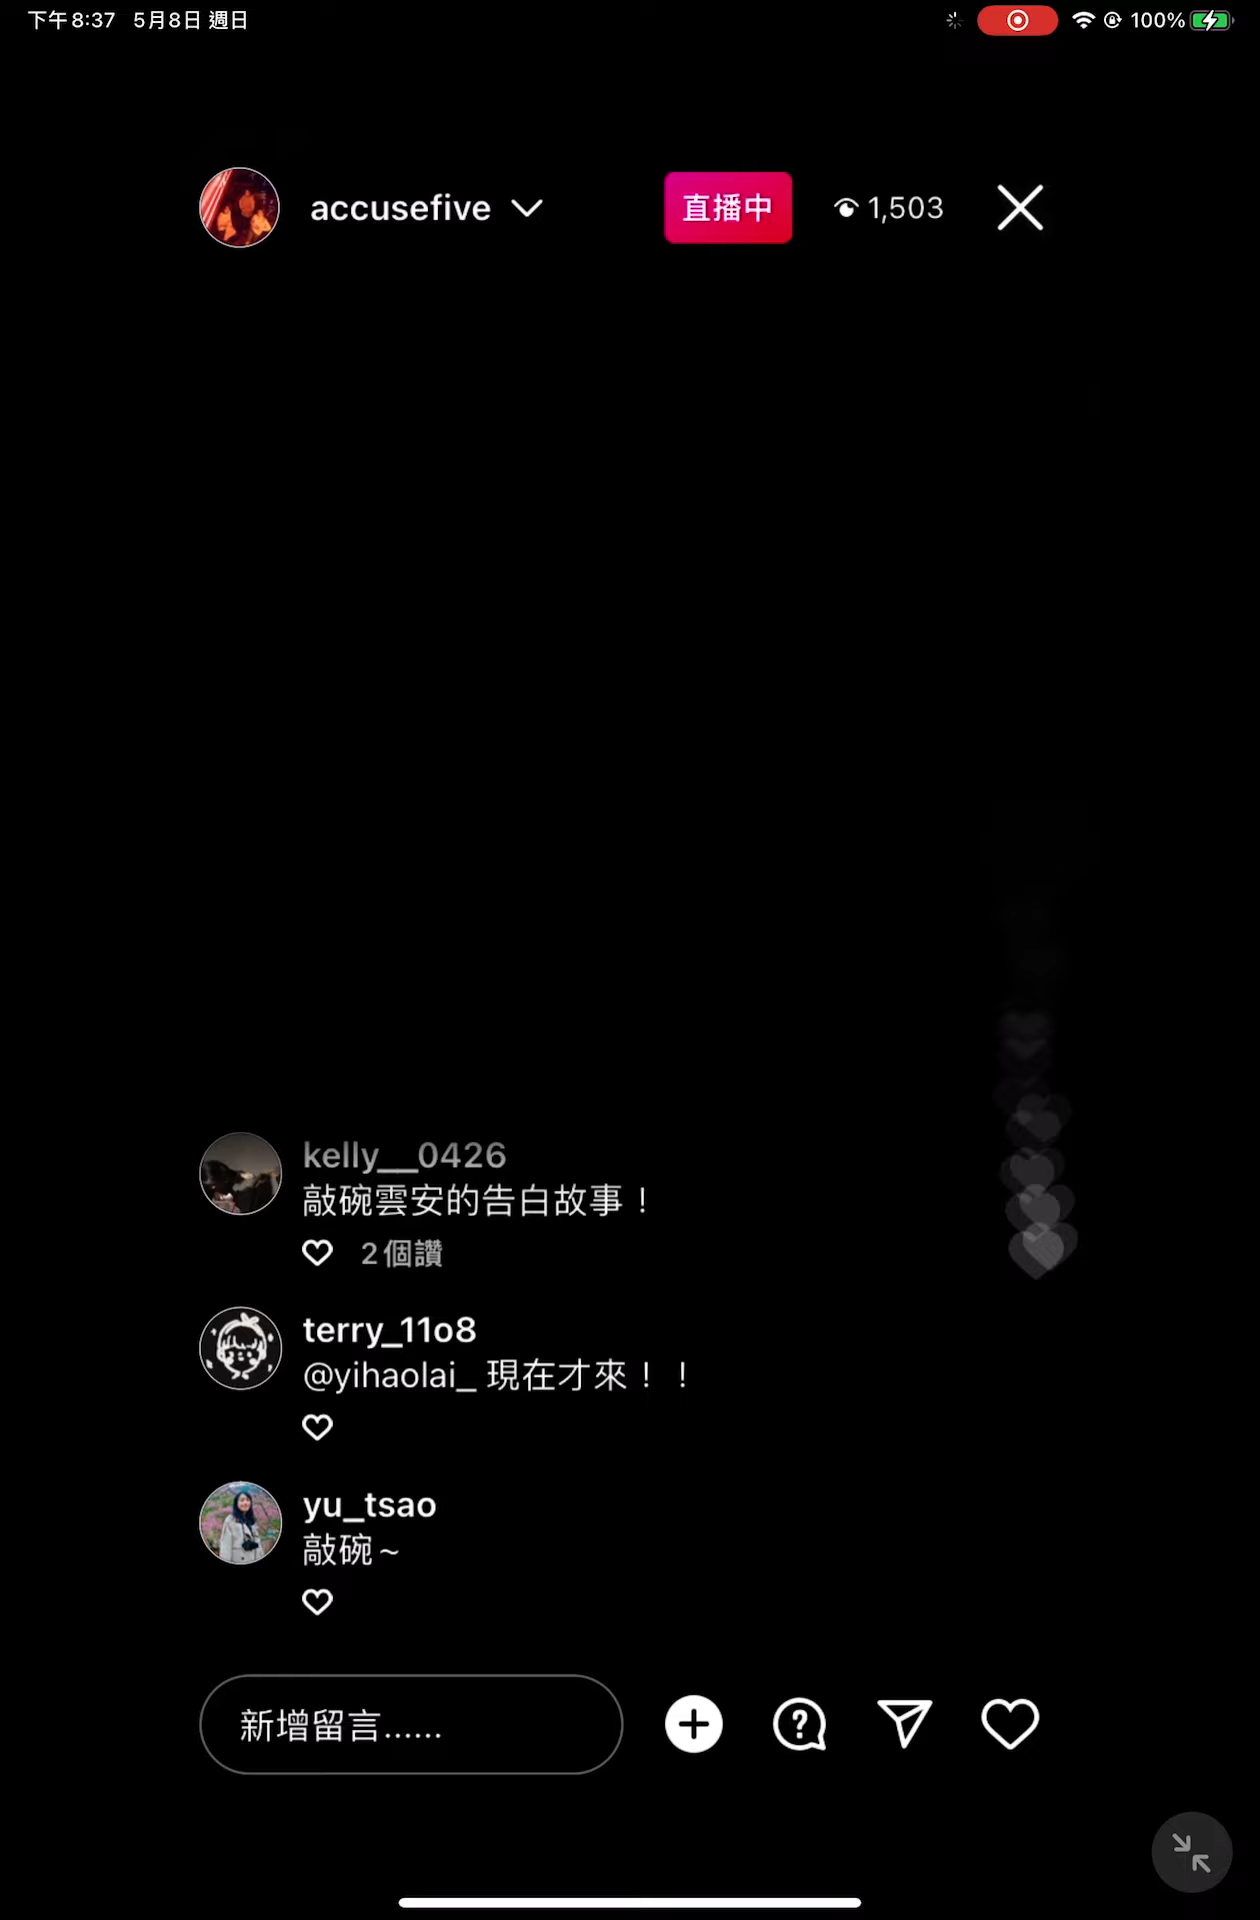 下午8:37 5月8日 週日
100%
accusefive
直播中
1,503
kelly__0426
敲碗雲安的告白故事！
2個讚
terry_11o8
@yihaolai_ 現在才來！！
yu_tsao
敲碗~
新增留言......